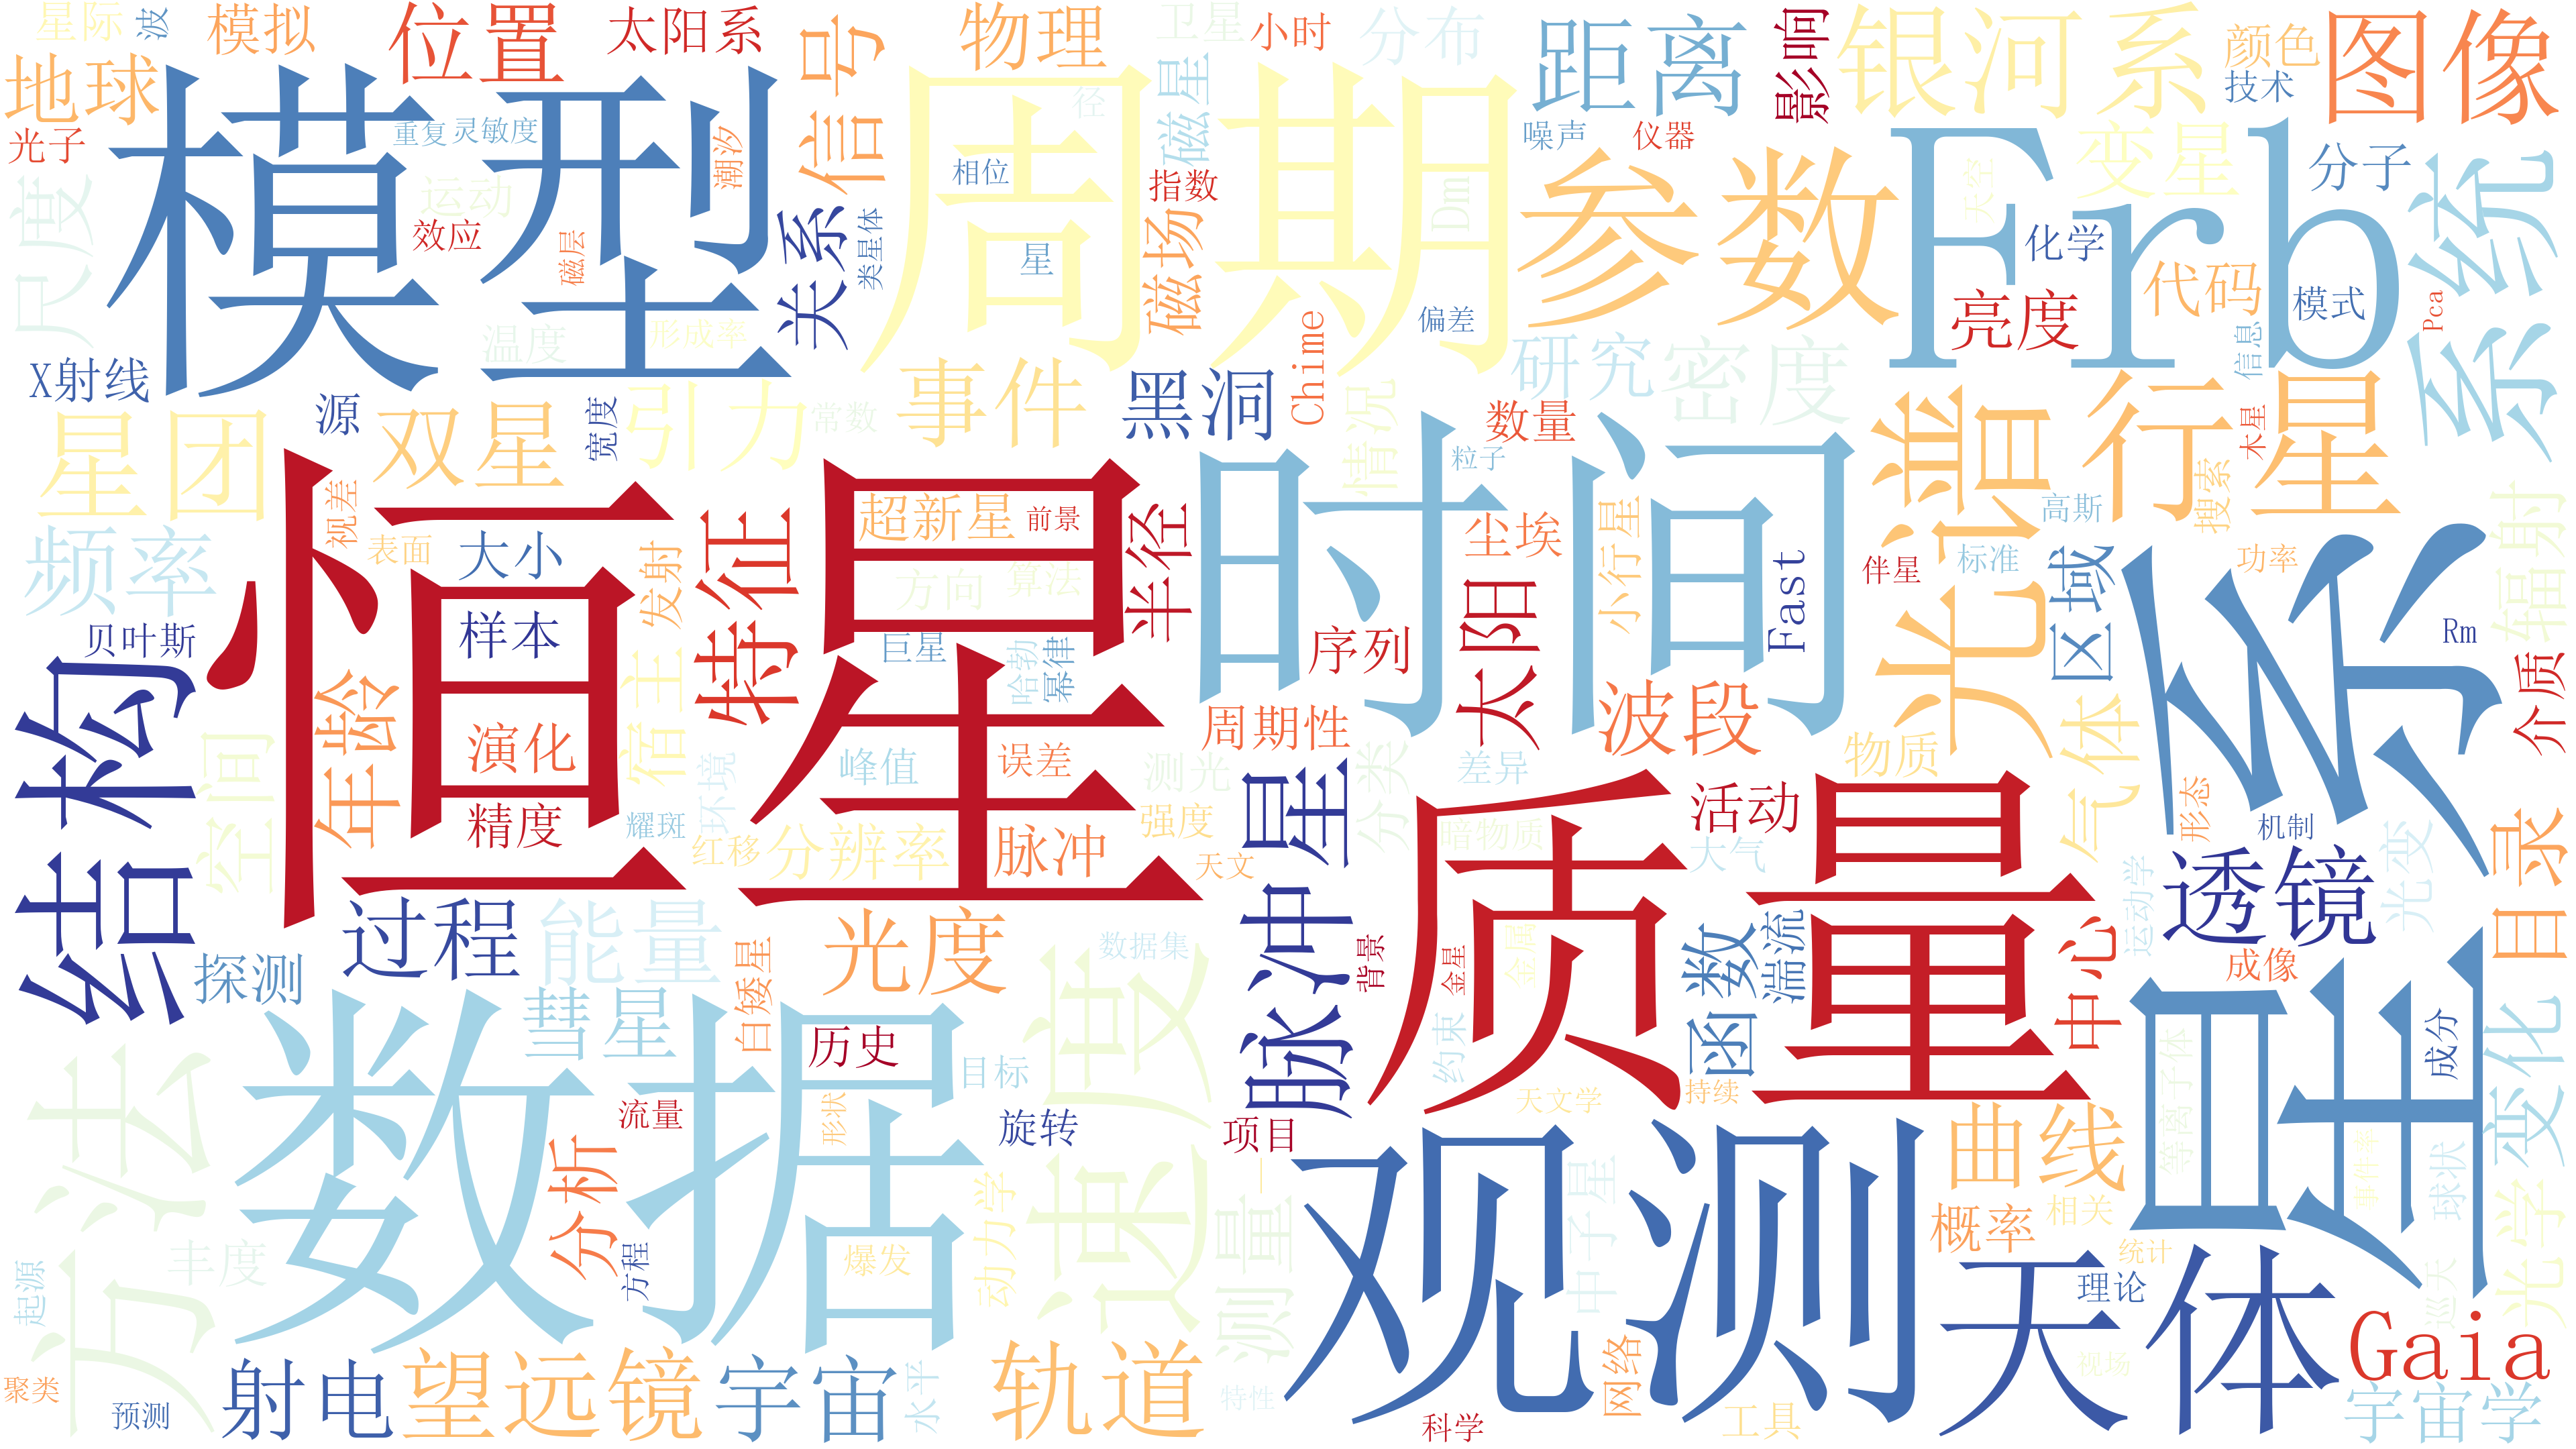 星际
波
模拟
位置
太阳系
信号
物理
卫星
小时
分布
距离
影响
银河系
颜色
图像
地球
模型
周期
径
磁星
技术
光子
重复
灵敏度
潮汐
相位
指数
Dm
噪声
仪器
参数
Frb
变星
天空
分子
系统
尺度
运动
效应
磁层
关系
类星体
星
磁场
化学
亮度
代码
模式
Pca
X射线
温度
形成率
偏差
信息
源
双星
宽度
引力
常数
事件
黑洞
Chime
情况
研究
密度
数量
粒子
光谱
行星
木星
搜索
星团
频率
视差
表面
大小
恒星
发射
特征
超新星
前景
半径
时间
尘埃
小行星
太阳
Fast
伴星
高斯
标准
功率
区域
辐射
贝叶斯
样本
宿主
方向
算法
巨星
哈勃
幂律
序列
星系
Rm
介质
结构
年龄
空间
演化
精度
环境
耀斑
红移
峰值
误差
分辨率
脉冲
周期性
测光
强度
天文
分类
差异
波段
物质
气体
形态
机制
质量
活动
暗物质
大气
过程
能量
光度
数据集
脉冲星
背景
金星
金属
函数
湍流
中心
运动学
透镜
光变
目录
成像
探测
彗星
白矮星
历史
目标
速度
约束
天文学
持续
成分
变化
方法
数据
流量
形状
旋转
项目
观测
曲线
等离子体
分析
动力学
测量
中子星
概率
相关
事件率
球状
光学
丰度
起源
方程
爆发
天体
理论
统计
巡天
Gaia
聚类
预测
射电
望远镜
宇宙
水平
轨道
特性
科学
网络
工具
视场
宇宙学